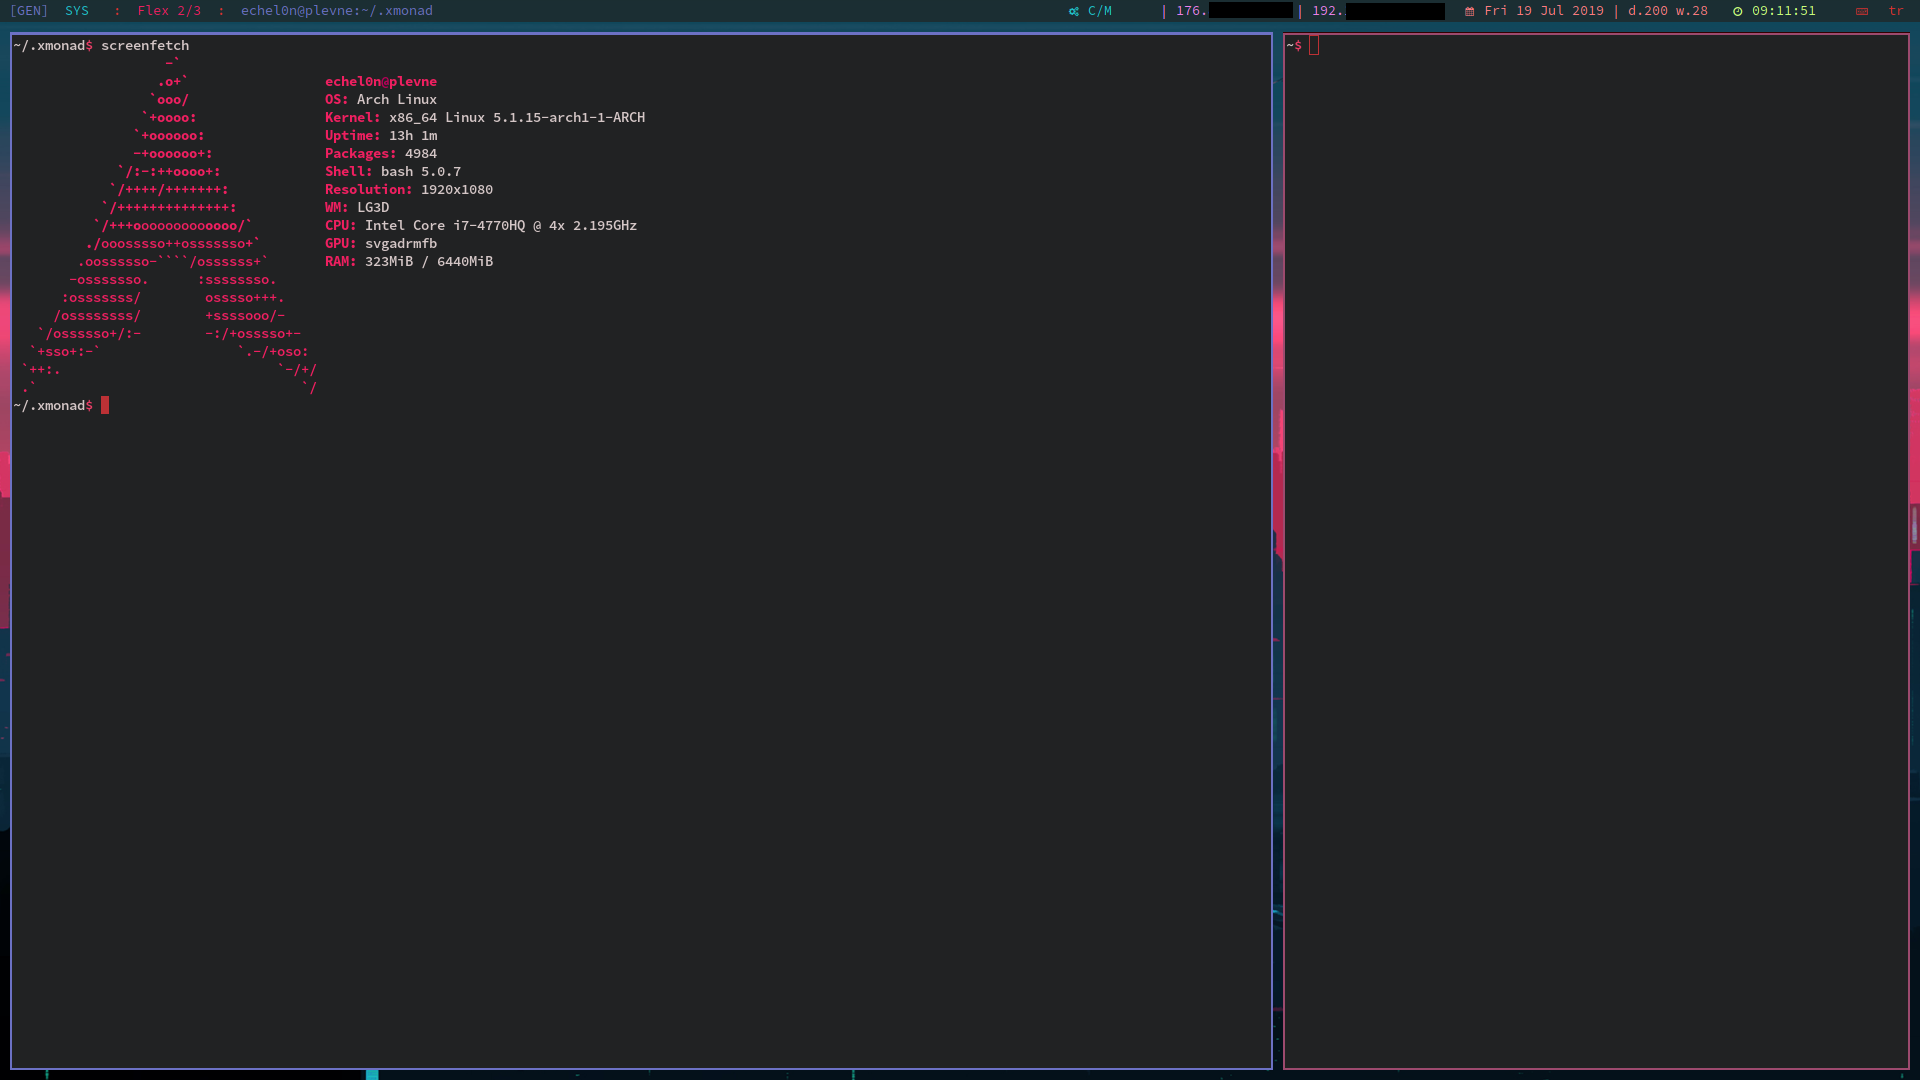 [GEN] SYS : Flex 2/3 : echel0n@plevne:~/.xmonad C/M | 176. | 192. Fri 19 Jul 2019 | d.200 w.28 09:11:51 tr
~/.xmonad$ screenfetch
-`
.o+`
echel0n@plevne
`ooo/
OS: Arch Linux
`+oooo:
Kernel: x86_64 Linux 5.1.15-arch1-1-ARCH
`+oooooo:
Uptime: 13h 1m
-+oooooo+:
Packages: 4984
`/:-:++oooo+:
Shell: bash 5.0.7
`/++++/+++++++:
Resolution: 1920x1080
`/++++++++++++++:
WM: LG3D
`/+++ooooooooooooo/`
CPU: Intel Core i7-4770HQ @ 4x 2.195GHz
./ooosssso++osssssso+`
GPU: svgadrmfb
.oossssso-````/ossssss+`
RAM: 323MiB / 6440MiB
-osssssso. :ssssssso.
:osssssss/ osssso+++.
/ossssssss/ +ssssooo/-
`/ossssso+/:- -:/+osssso+-
`+sso+:-` `.-/+oso:
`++:. `-/+/
.` `/
~/.xmonad$
~$